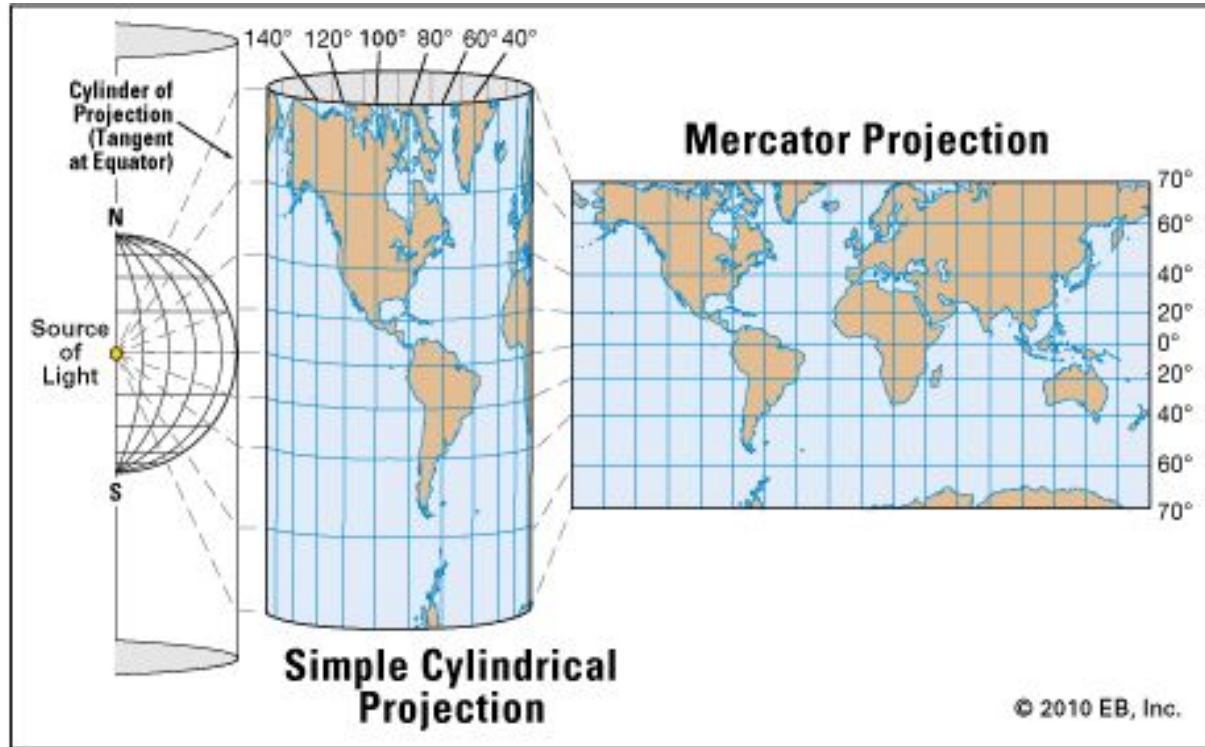 140° 120° 100° 80° 60° 40°
Cylinder of
Projection
(Tangent
at Equator)
N
Source
of
Light
S
Simple Cylindrical
Projection
Mercator Projection
70°
60°
40°
20°
0°
20°
40°
60°
70°
© 2010 EB, Inc.